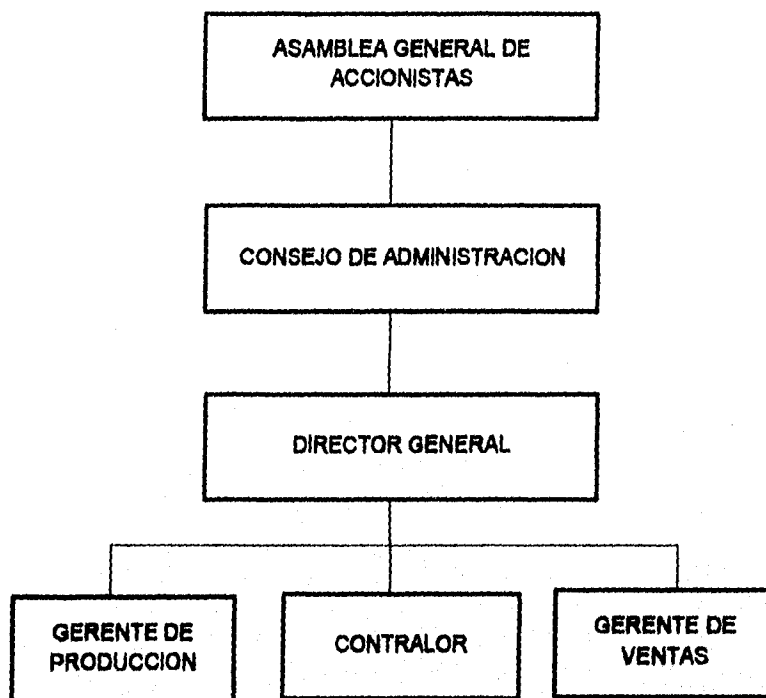 ASAMBLEA GENERAL DE
ACCIONISTAS
CONSEJO DE ADMINISTRACION
DIRECTOR GENERAL
GERENTE DE
PRODUCCION
CONTRALOR
GERENTE DE
VENTAS